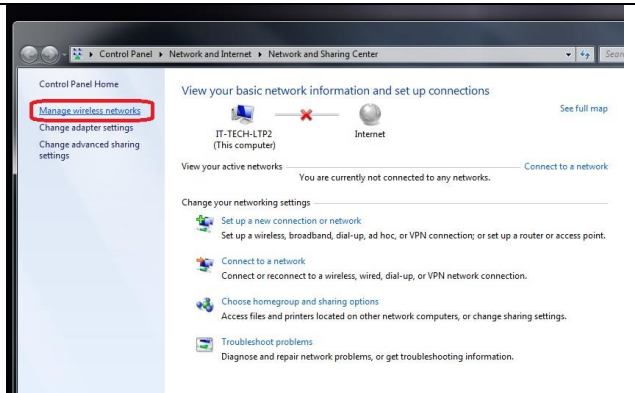 Control Panel ▸ Network and Internet ▸ Network and Sharing Center
Control Panel Home
Manage wireless networks
Change adapter settings
Change advanced sharing
settings
View your basic network information and set up connections
See full map
IT-TECH-LTP2
(This computer)
Internet
View your active networks
Connect to a network
You are currently not connected to any networks.
Change your networking settings
Set up a new connection or network
Set up a wireless, broadband, dial-up, ad hoc, or VPN connection; or set up a router or access point.
Connect to a network
Connect or reconnect to a wireless, wired, dial-up, or VPN network connection.
Choose homegroup and sharing options
Access files and printers located on other network computers, or change sharing settings.
Troubleshoot problems
Diagnose and repair network problems, or get troubleshooting information.